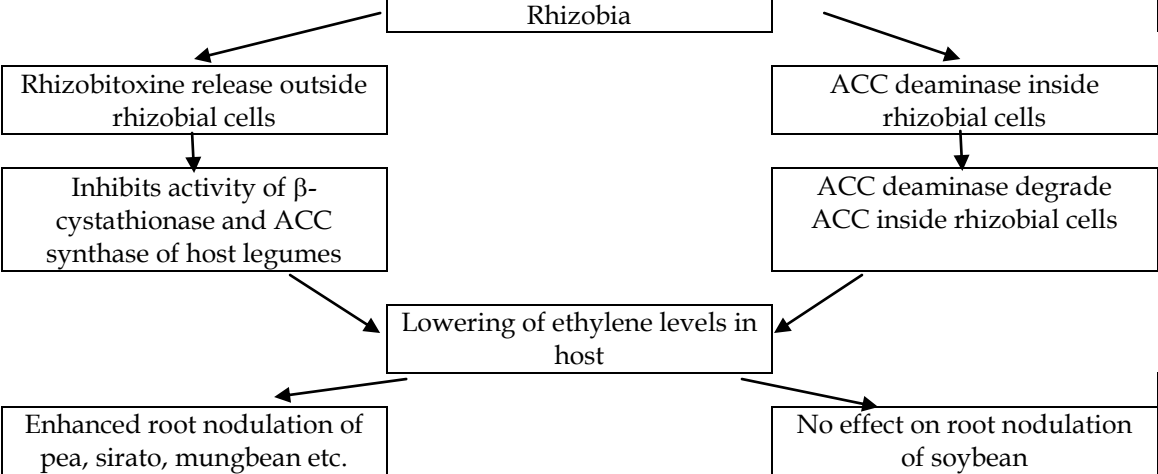 Rhizobia
Rhizobitoxine release outside
rhizobial cells
ACC deaminase inside
rhizobial cells
Inhibits activity of β-
cystathionase and ACC
synthase of host legumes
ACC deaminase degrade
ACC inside rhizobial cells
Lowering of ethylene levels in
host
Enhanced root nodulation of
pea, sirato, mungbean etc.
No effect on root nodulation
of soybean